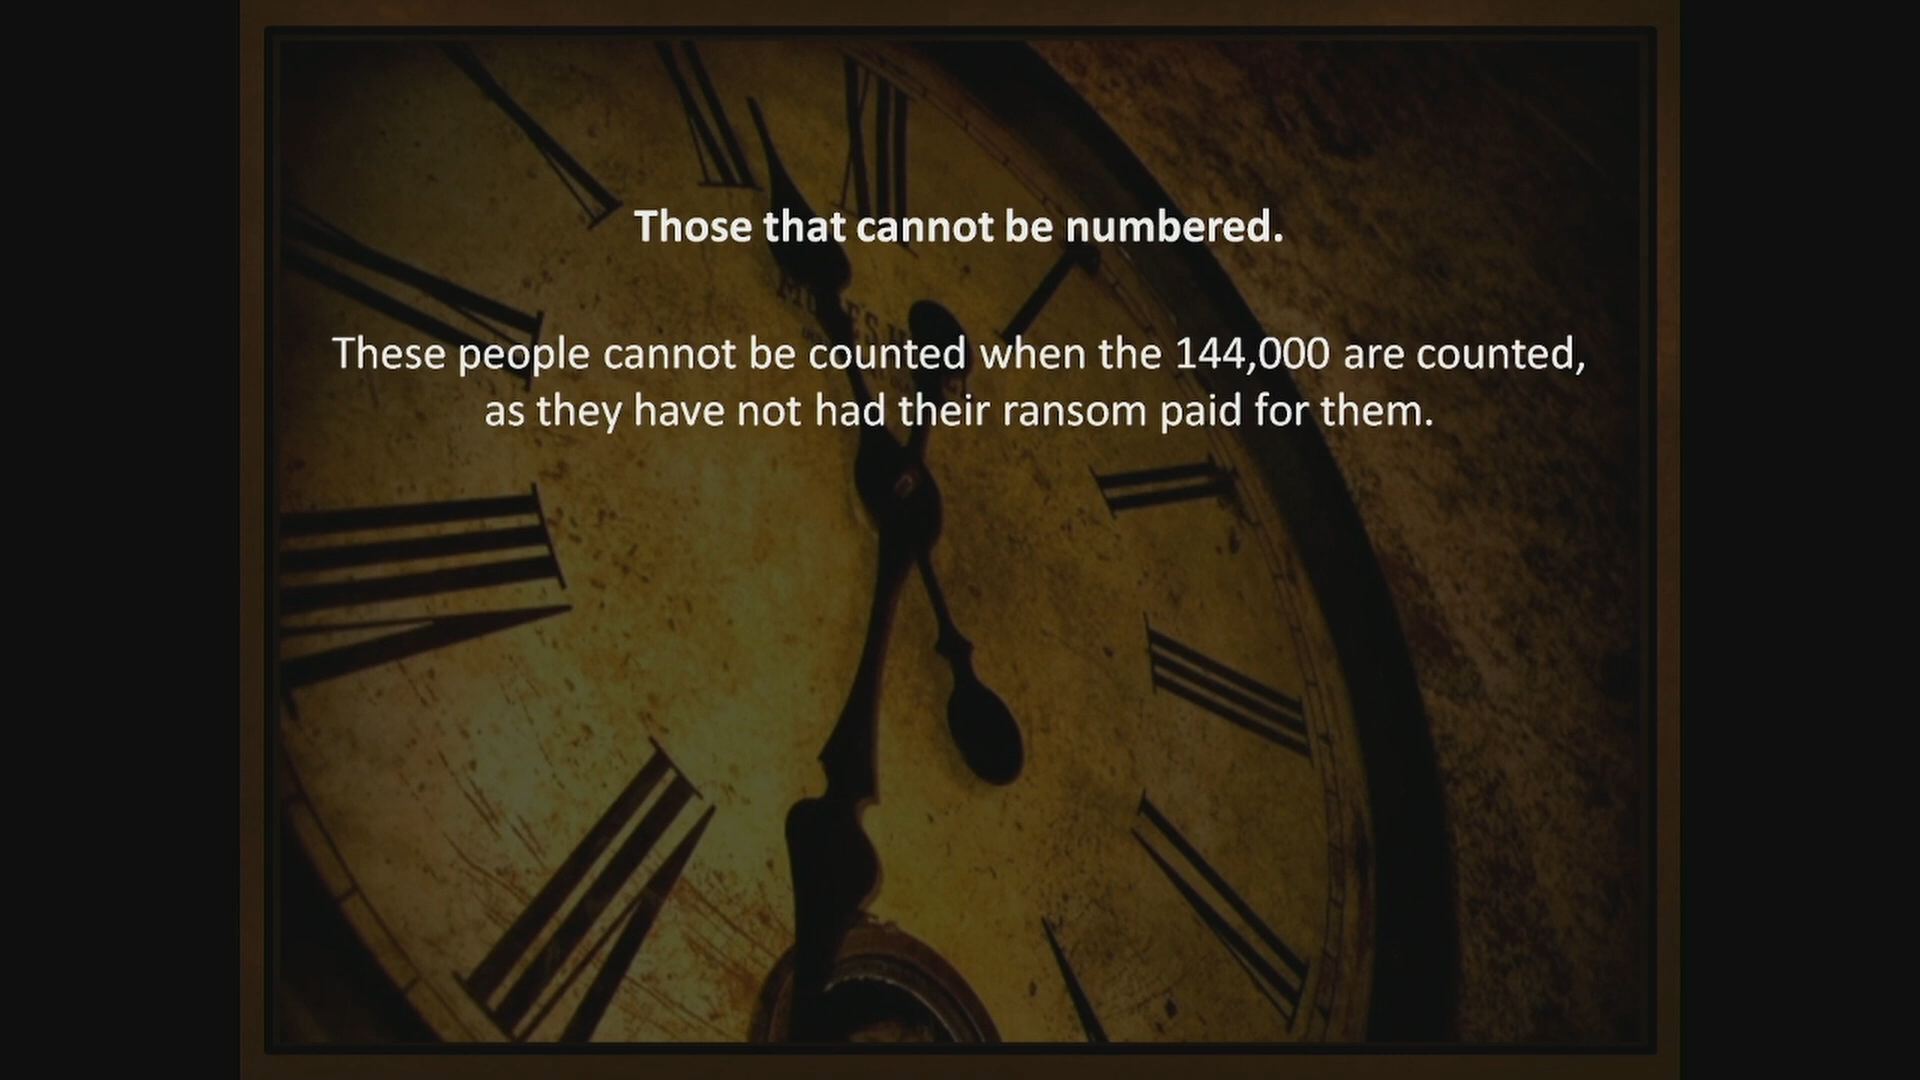 Those that cannot be numbered.
These people cannot be counted when the 144,000 are counted,
as they have not had their ransom paid for them.